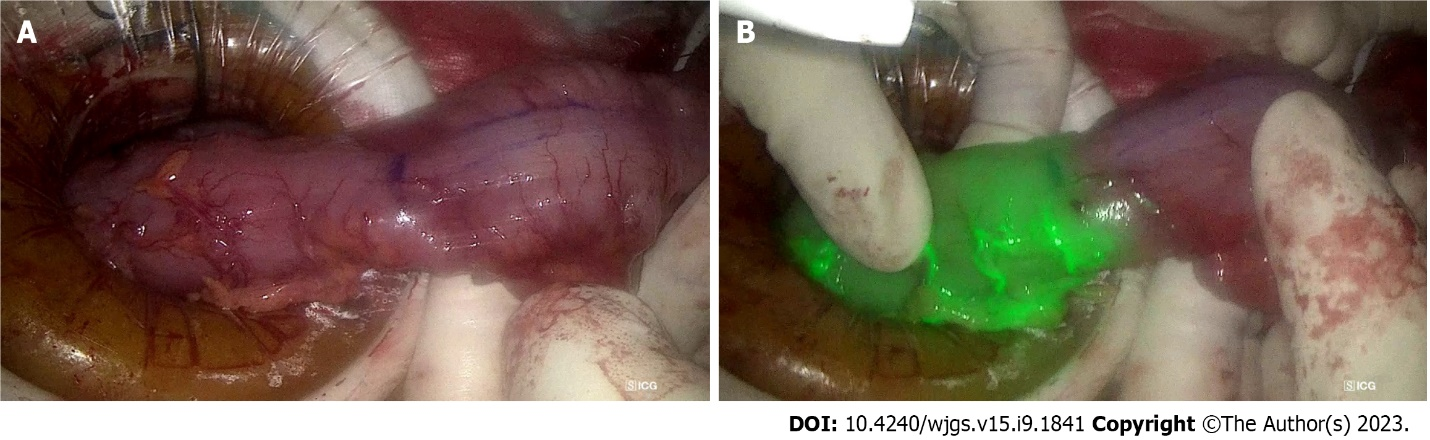 A
B
S ICG
S ICG
DOI: 10.4240/wjgs.v15.i9.1841 Copyright ©The Author(s) 2023.